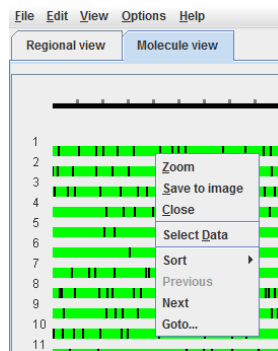 File Edit View Options Help
Regional view Molecule view
1
2
3
4
5
6
7
8
9
10
11
Zoom
Save to image
Close
Select Data
Sort
Previous
Next
Goto...